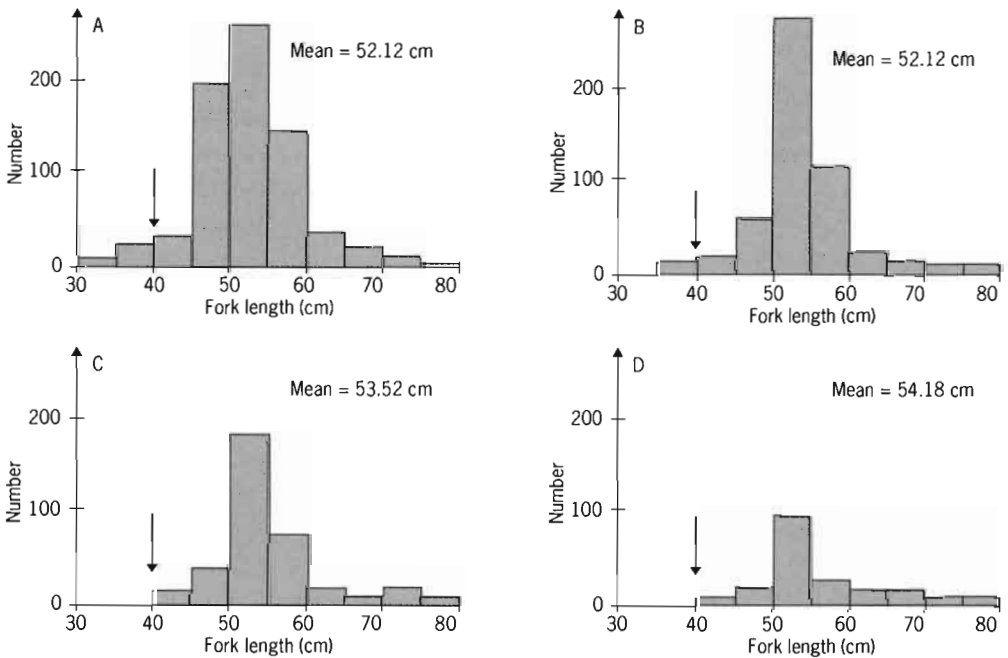 A
Mean = 52.12 cm
200
100
0
Number
30 40 50 60 70 80
Fork length (cm)
B
Mean = 52.12 cm
200
100
0
Number
30 40 50 60 70 80
Fork length (cm)
C
Mean = 53.52 cm
200
100
0
Number
30 40 50 60 70 80
Fork length (cm)
D
Mean = 54.18 cm
200
100
0
Number
30 40 50 60 70 80
Fork length (cm)